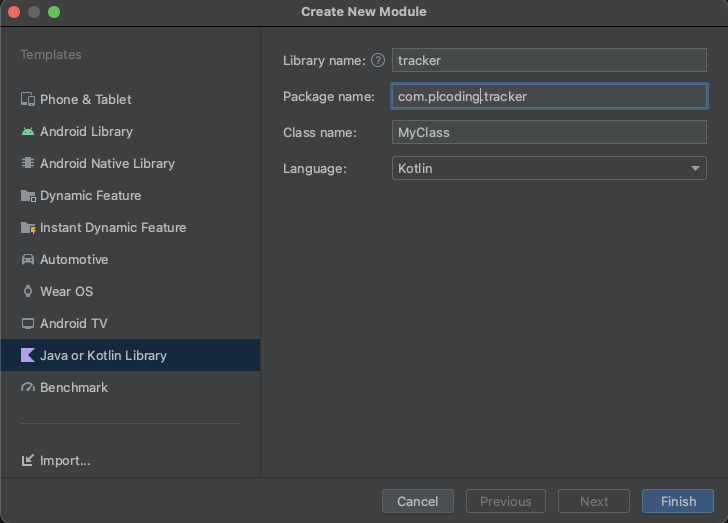 Create New Module
Templates
Phone & Tablet
Android Library
Android Native Library
Dynamic Feature
Instant Dynamic Feature
Automotive
Wear OS
Android TV
Java or Kotlin Library
Benchmark
Import...
Library name: ? tracker
Package name: com.plcoding.tracker
Class name: MyClass
Language: Kotlin
Cancel Previous Next Finish